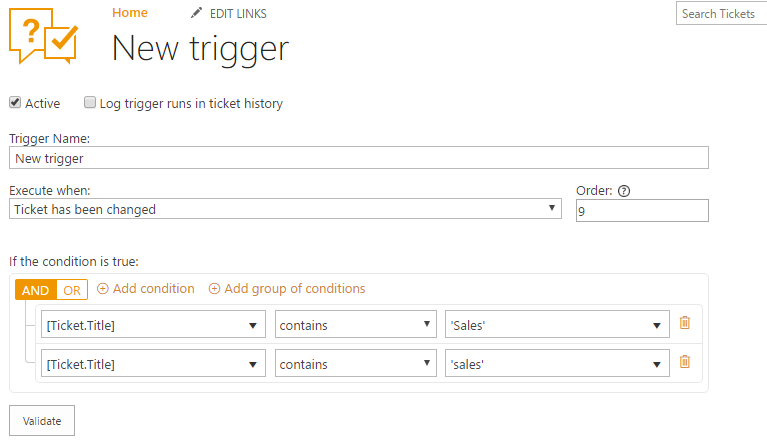 Home EDIT LINKS Search Tickets
New trigger
Active Log trigger runs in ticket history
Trigger Name:
New trigger
Execute when: Order: ?
Ticket has been changed 9
If the condition is true:
AND OR Add condition Add group of conditions
[Ticket.Title] contains 'Sales'
[Ticket.Title] contains 'sales'
Validate